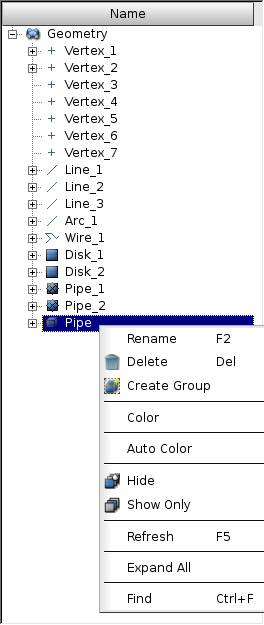 Name
Geometry
Vertex_1
Vertex_2
Vertex_3
Vertex_4
Vertex_5
Vertex_6
Vertex_7
Line_1
Line_2
Line_3
Arc_1
Wire_1
Disk_1
Disk_2
Pipe_1
Pipe_2
Pipe
Rename F2
Delete Del
Create Group
Color
Auto Color
Hide
Show Only
Refresh F5
Expand All
Find Ctrl+F